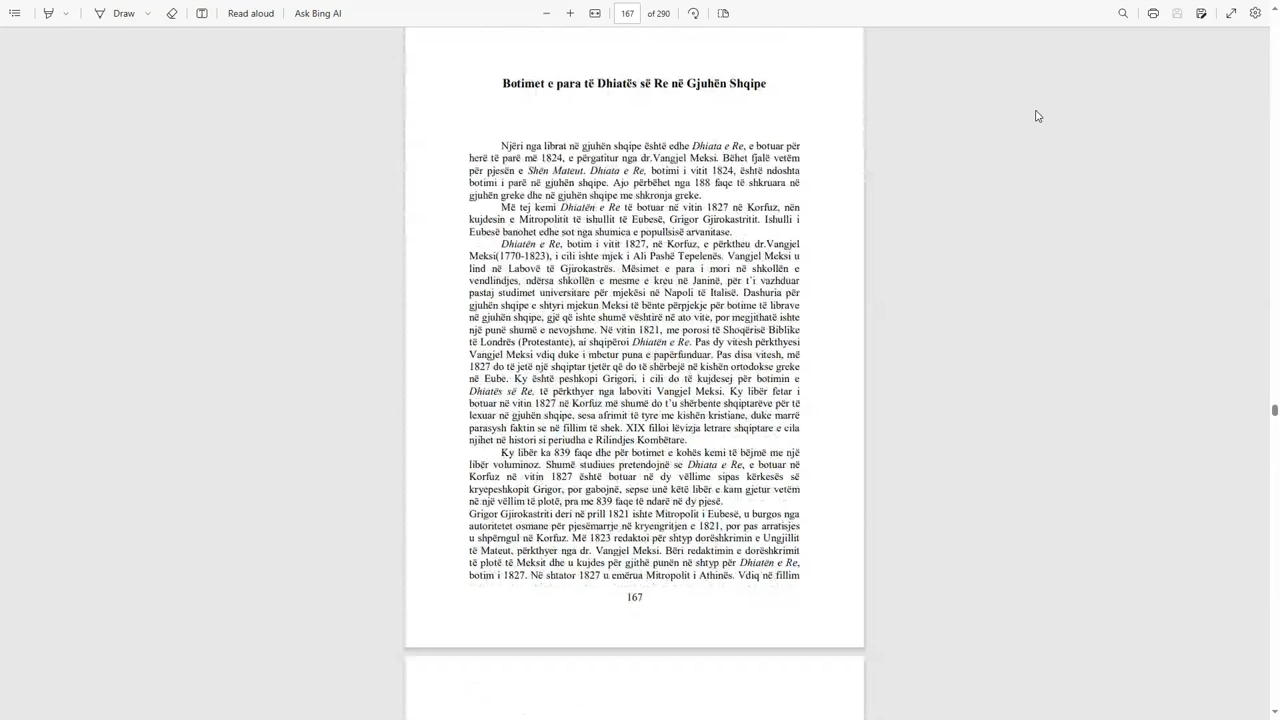 Draw
Read aloud
Ask Bing AI
167 of 290
Botimet e para të Dhiatës së Re në Gjuhën Shqipe
Njëri nga librat në gjuhën shqipe është edhe Dhiata e Re, e botuar për
herë të parë më 1824, e përgatitur nga dr.Vangjel Meksi. Bëhet fjalë vetëm
për pjesën e Shën Mateut. Dhiata e Re, botimi i vitit 1824, është ndoshta
botimi i parë në gjuhën shqipe. Ajo përbëhet nga 188 faqe të shkruara në
gjuhën greke dhe në gjuhën shqipe me shkronja greke.
Më tej kemi Dhiatën e Re të botuar në vitin 1827 në Korfuz, nën
kujdesin e Mitropolitit të ishullit të Eubesë, Grigor Gjirokastritit. Ishulli i
Eubesë banohet edhe sot nga shumica e popullsisë arvanitase.
Dhiatën e Re, botim i vitit 1827, në Korfuz, e përktheu dr.Vangjel
Meksi(1770-1823), i cili ishte mjek i Ali Pashë Tepelenës. Vangjel Meksi u
lind në Labovë të Gjirokastrës. Mësimet e para i mori në shkollën e
vendlindjes, ndërsa shkollën e mesme e kreu në Janinë, për t'i vazhduar
pastaj studimet universitare për mjekësi në Napoli të Italisë. Dashuria për
gjuhën shqipe e shtyri mjekun Meksi të bënte përpjekje për botime të librave
në gjuhën shqipe, gjë që ishte shumë vështirë në ato vite, por megjithatë ishte
një punë shumë e nevojshme. Në vitin 1821, me porosi të Shoqërisë Biblike
të Londrës (Protestante), ai shqipëroi Dhiatën e Re. Pas dy vitesh përkthyesi
Vangjel Meksi vdiq duke i mbetur puna e papërfunduar. Pas disa vitesh, më
1827 do të jetë një shqiptar tjetër që do të shërbejë në kishën ortodokse greke
në Eube. Ky është peshkopi Grigori, i cili do të kujdesej për botimin e
Dhiatës së Re, të përkthyer nga laboviti Vangjel Meksi. Ky libër fetar i
botuar në vitin 1827 në Korfuz më shumë do t'u shërbente shqiptarëve për të
lexuar në gjuhën shqipe, sesa afrimit të tyre me kishën kristiane, duke marrë
parasysh faktin se në fillim të shek. XIX filloi lëvizja letrare shqiptare e cila
njihet në histori si periudha e Rilindjes Kombëtare.
Ky libër ka 839 faqe dhe për botimet e kohës kemi të bëjmë me një
libër voluminoz. Shumë studiues pretendojnë se Dhiata e Re, e botuar në
Korfuz në vitin 1827 është botuar në dy vëllime sipas kërkesës së
kryepeshkopit Grigor, por gabojnë, sepse unë këtë libër e kam gjetur vetëm
në një vëllim të plotë, pra me 839 faqe të ndarë në dy pjesë.
Grigor Gjirokastriti deri në prill 1821 ishte Mitropolit i Eubesë, u burgos nga
autoritetet osmane për pjesëmarrje në kryengritjen e 1821, por pas arratisjes
u shpërngul në Korfuz. Më 1823 redaktoi për shtyp dorëshkrimin e Ungjillit
të Mateut, përkthyer nga dr. Vangjel Meksi. Bëri redaktimin e dorëshkrimit
të plotë të Meksit dhe u kujdes për gjithë punën në shtyp për Dhiatën e Re,
botim i 1827. Në shtator 1827 u emërua Mitropolit i Athinës. Vdiq në fillim
167